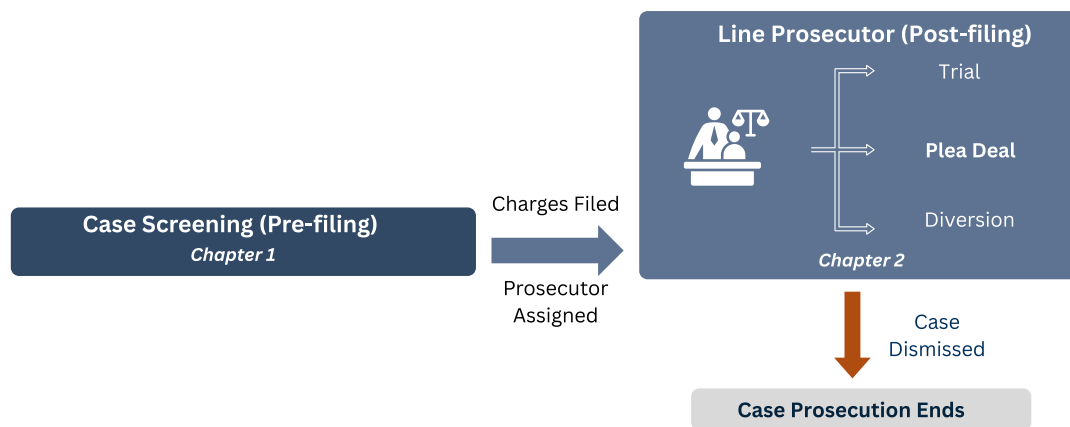 Line Prosecutor (Post-filing)
Trial
Plea Deal
Diversion
Chapter 2
Case Screening (Pre-filing)
Chapter 1
Charges Filed
Prosecutor
Assigned
Case
Dismissed
Case Prosecution Ends